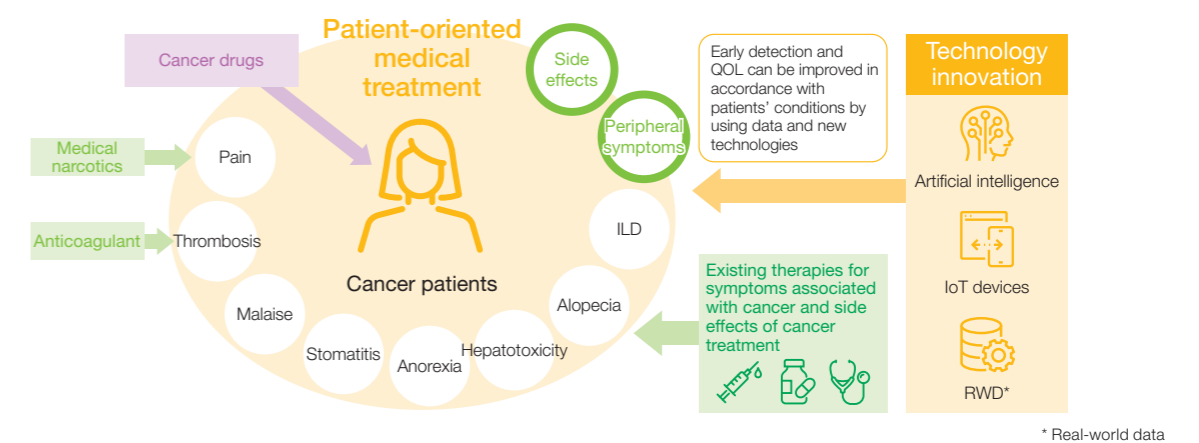 Patient-oriented
medical
treatment
Cancer drugs
Side
effects
Peripheral
symptoms
Early detection and
QOL can be improved in
accordance with
patients’ conditions by
using data and new
technologies
Technology
innovation
Artificial intelligence
IoT devices
RWD*
Medical
narcotics
Pain
Anticoagulant
Thrombosis
Malaise
Stomatitis
Anorexia
Hepatotoxicity
Alopecia
ILD
Cancer patients
Existing therapies for
symptoms associated
with cancer and side
effects of cancer
treatment
* Real-world data